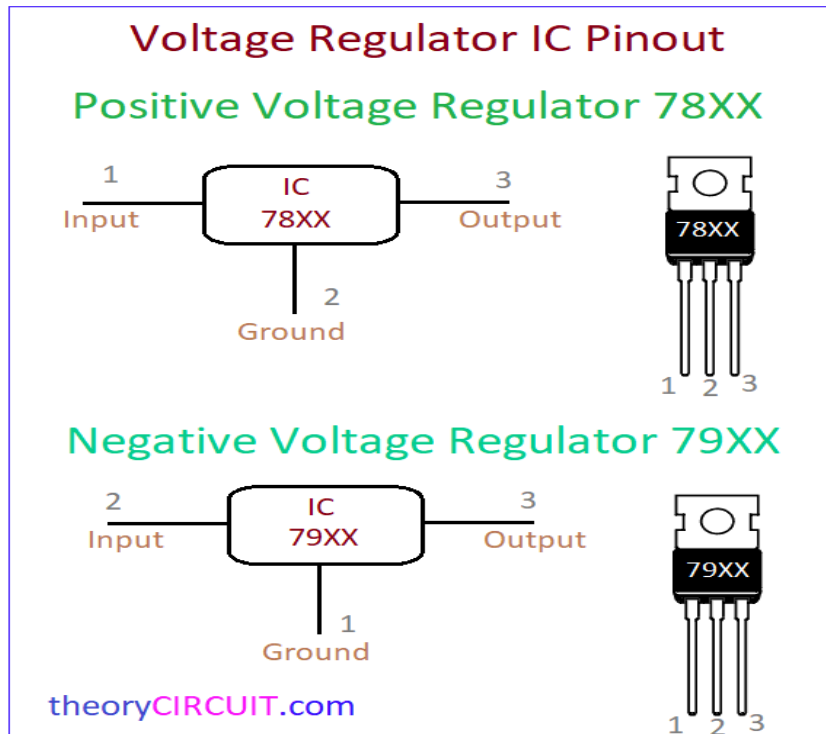 Voltage Regulator IC Pinout
Positive Voltage Regulator 78XX
1
IC
3
Input
78XX
Output
2
Ground
78XX
1 2 3
Negative Voltage Regulator 79XX
2
IC
3
Input
79XX
Output
1
Ground
79XX
1 2 3
theoryCIRCUIT.com